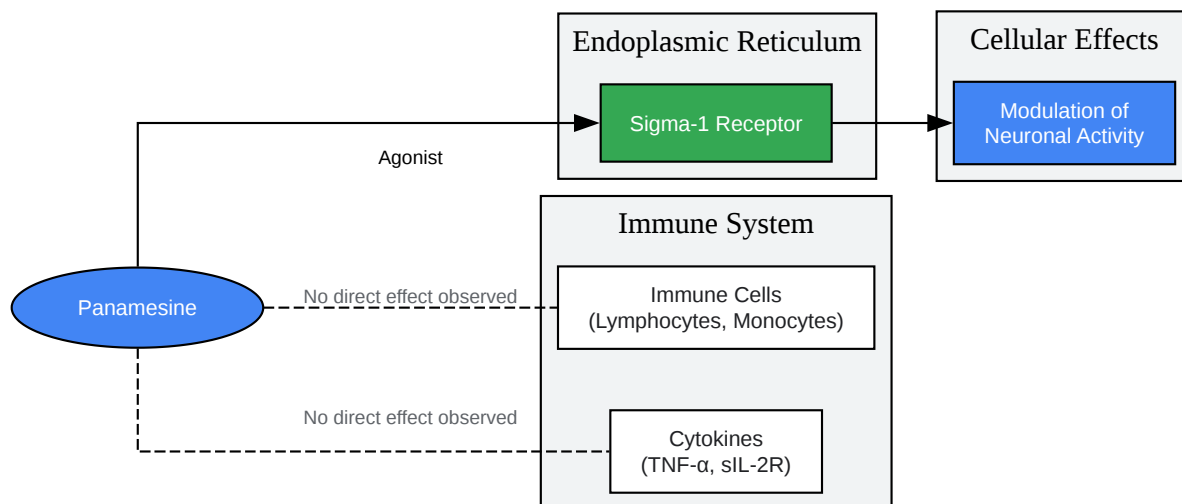 Endoplasmic Reticulum
Sigma-1 Receptor
Cellular Effects
Modulation of
Neuronal Activity
Agonist
Immune System
Panamesine
No direct effect observed
Immune Cells
(Lymphocytes, Monocytes)
No direct effect observed
Cytokines
(TNF-α, sIL-2R)